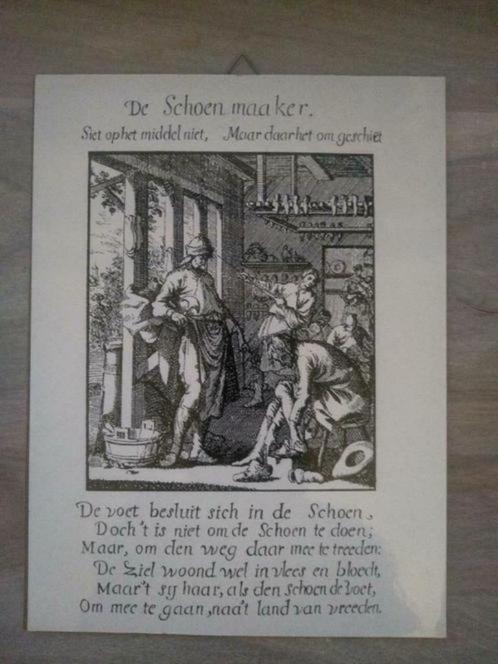 De Schoenmaaker.
Siet op het middel niet, Maar daar het om geschiet
De voet besluit sich in de Schoen,
Doch't is niet om de Schoen te doen;
Maar, om den weg daar mee te treeden:
De Ziel woond wel in vlees en bloedt,
Maar't sy haar, als den schoen de voet,
Om mee te gaan, naa't land van vreeden.